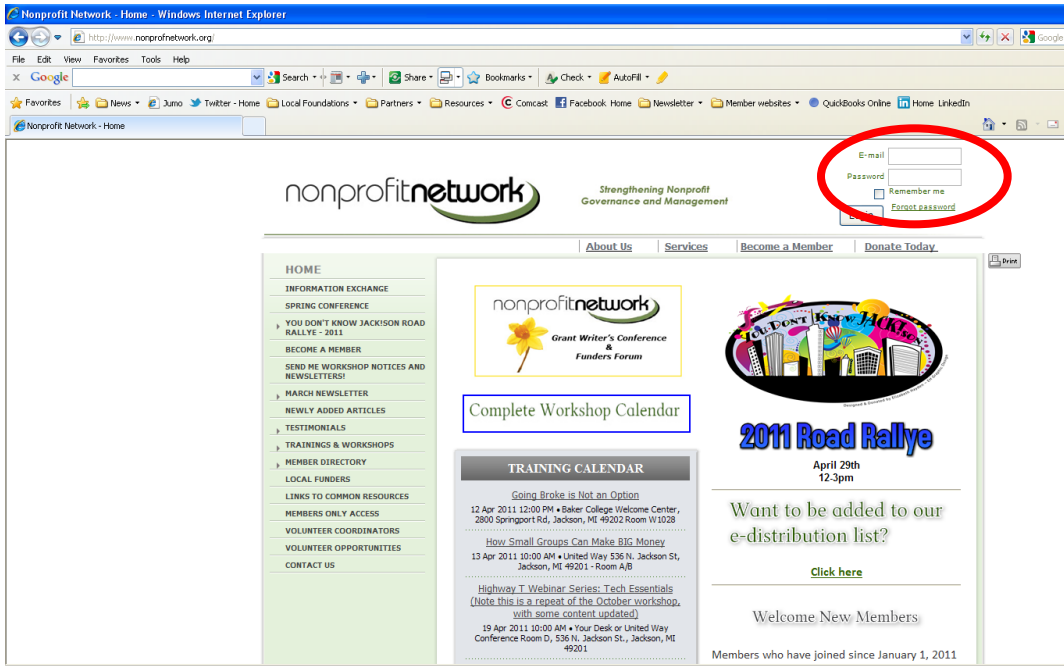 Nonprofit Network - Home - Windows Internet Explorer
http://www.nonprofnetwork.org/
Google
File Edit View Favorites Tools Help
x Google Search Share Bookmarks Check AutoFill
Favorites News Jumo Twitter - Home Local Foundations Partners Resources Comcast Facebook Home Newsletter Member websites QuickBooks Online Home LinkedIn
Nonprofit Network - Home
E-mail
Password
Remember me
Forgot password
Login
nonprofitnetwork
Strengthening Nonprofit
Governance and Management
About Us Services Become a Member Donate Today
Print
HOME
INFORMATION EXCHANGE
SPRING CONFERENCE
YOU DON'T KNOW JACK!SON ROAD
RALLYE - 2011
BECOME A MEMBER
SEND ME WORKSHOP NOTICES AND
NEWSLETTERS!
MARCH NEWSLETTER
NEWLY ADDED ARTICLES
TESTIMONIALS
TRAININGS & WORKSHOPS
MEMBER DIRECTORY
LOCAL FUNDERS
LINKS TO COMMON RESOURCES
MEMBERS ONLY ACCESS
VOLUNTEER COORDINATORS
VOLUNTEER OPPORTUNITIES
CONTACT US
nonprofitnetwork
Grant Writer's Conference
&
Funders Forum
Complete Workshop Calendar
TRAINING CALENDAR
Going Broke is Not an Option
12 Apr 2011 12:00 PM • Baker College Welcome Center,
2800 Springport Rd, Jackson, MI 49202 Room W1028
How Small Groups Can Make BIG Money
13 Apr 2011 10:00 AM • United Way 536 N. Jackson St,
Jackson, MI 49201 - Room A/B
Highway T Webinar Series: Tech Essentials
(Note this is a repeat of the October workshop,
with some content updated)
19 Apr 2011 10:00 AM • Your Desk or United Way
Conference Room D, 536 N. Jackson St., Jackson, MI
49201
YOU DON'T KNOW JACK!SON
2011 Road Rallye
April 29th
12-3pm
Want to be added to our
e-distribution list?
Click here
Welcome New Members
Members who have joined since January 1, 2011